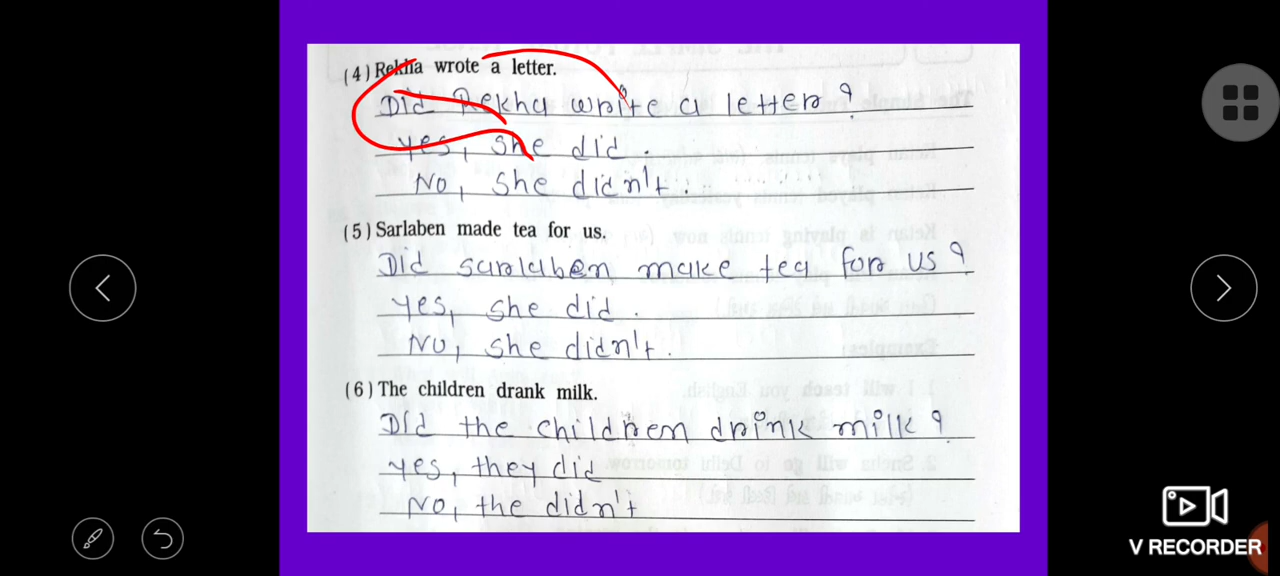 (4) Rekha wrote a letter.
Did Rekha write a letter?
Yes, she did.
No, she didn't.
(5) Sarlaben made tea for us.
Did sarlaben make tea for us?
Yes, she did.
No, she didn't.
(6) The children drank milk.
Did the children drink milk?
Yes, they did
No, the didn't
V RECORDER